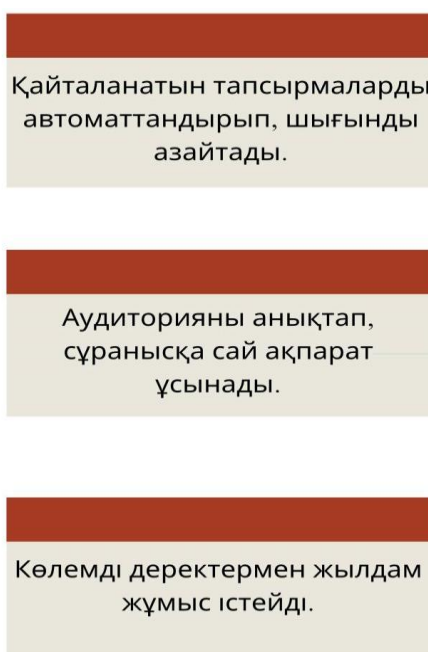 Қайталанатын тапсырмаларды
автоматтандырып, шығынды
азайтады.
Аудиторияны анықтап,
сұранысқа сай ақпарат
ұсынады.
Көлемді деректермен жылдам
жұмыс істейді.